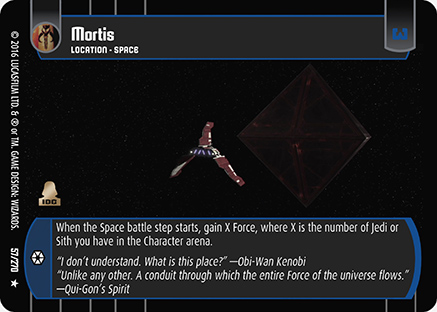 Mortis
LOCATION - SPACE
© 2016 LUCASFILM LTD. & ® or TM. GAME DESIGN: WIZARDS.
IDC
57/270
When the Space battle step starts, gain X Force, where X is the number of Jedi or
Sith you have in the Character arena.
"I don't understand. What is this place?" —Obi-Wan Kenobi
"Unlike any other. A conduit through which the entire Force of the universe flows."
—Qui-Gon's Spirit